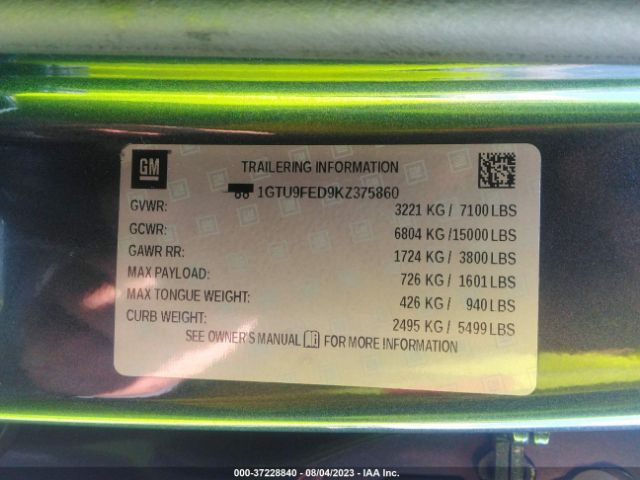 GM
TRAILERING INFORMATION
1GTU9FED9KZ375860
GVWR: 3221 KG / 7100 LBS
GCWR: 6804 KG /15000 LBS
GAWR RR: 1724 KG / 3800 LBS
MAX PAYLOAD: 726 KG / 1601 LBS
MAX TONGUE WEIGHT: 426 KG / 940 LBS
CURB WEIGHT: 2495 KG / 5499 LBS
SEE OWNER'S MANUAL FOR MORE INFORMATION
000-37228840 - 08/04/2023 - IAA Inc.